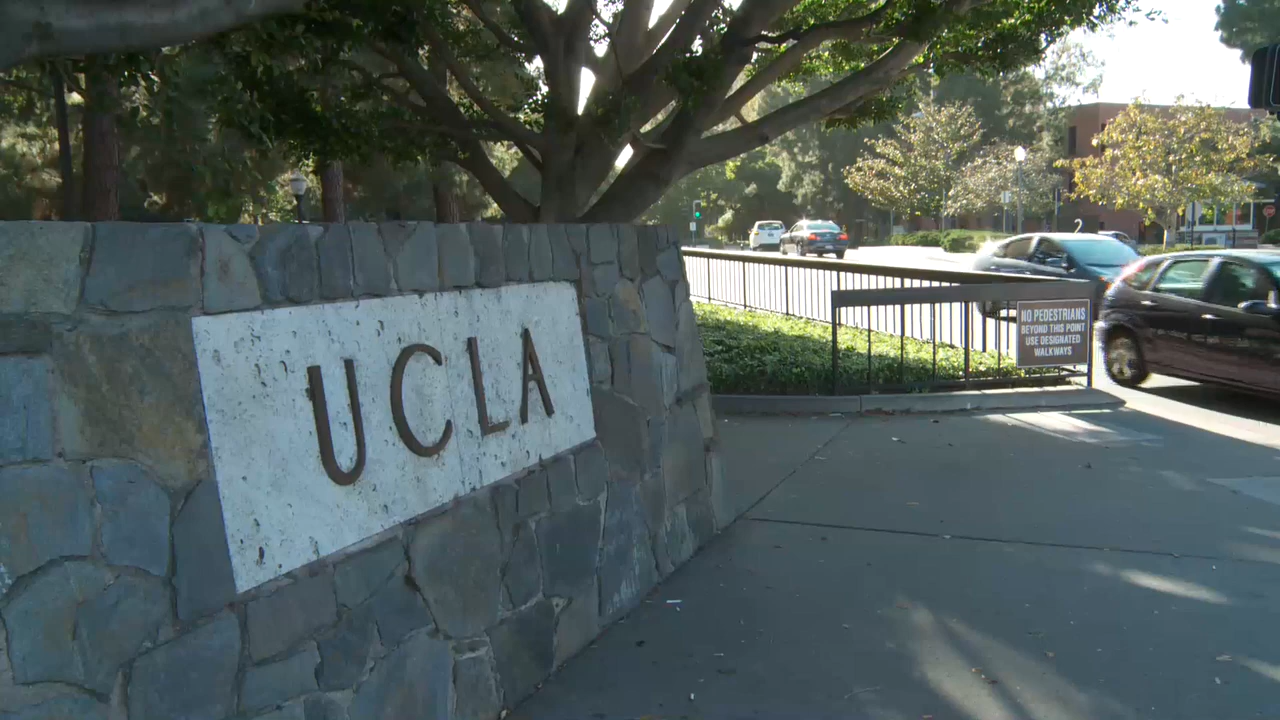 UCLA
NO PEDESTRIANS
BEYOND THIS POINT
USE DESIGNATED
WALKWAYS